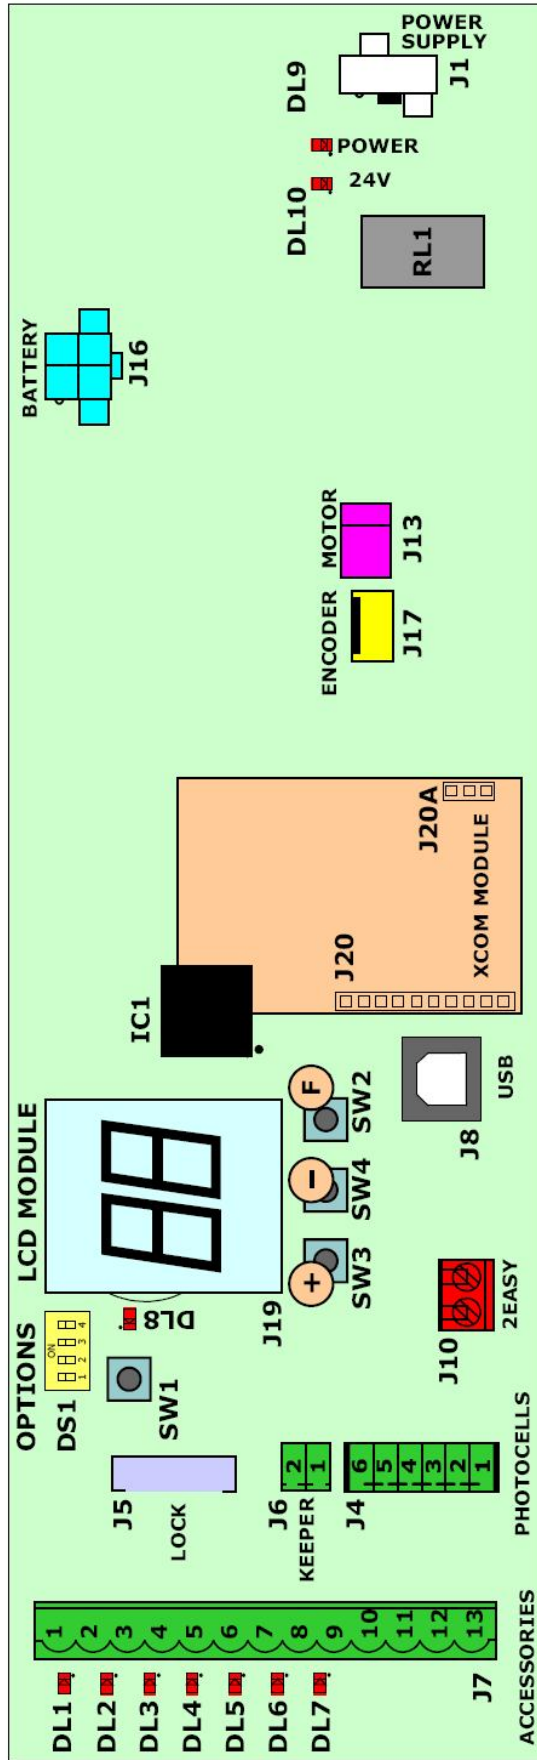 POWER
SUPPLY
J1
DL9
POWER
24V
DL10
RL1
BATTERY
J16
MOTOR
J13
ENCODER
J17
J20A
XCOM MODULE
J20
IC1
LCD MODULE
F
SW2
-
SW4
+
SW3
J8
USB
J19
DL8
OPTIONS
DS1
ON
1 2 3 4
SW1
J10
2EASY
J5
LOCK
J6
KEEPER
2
1
J4
6
5
4
3
2
1
PHOTOCELLS
1
2
3
4
5
6
7
8
9
10
11
12
13
J7
ACCESSORIES
DL1
DL2
DL3
DL4
DL5
DL6
DL7